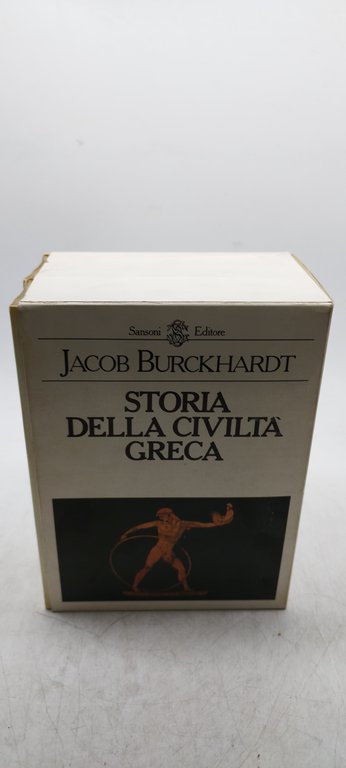 Sansoni Editore
JACOB BURCKHARDT
STORIA
DELLA CIVILTÀ
GRECA